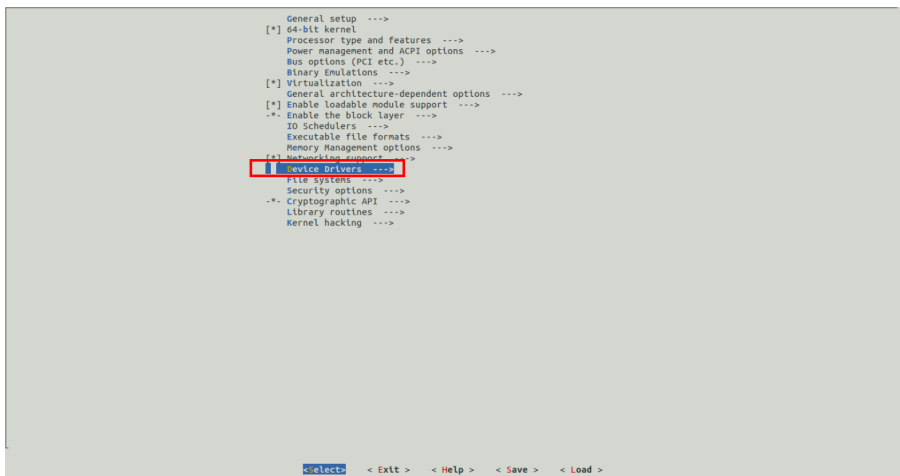 General setup  --->
[*] 64-bit kernel
Processor type and features  --->
Power management and ACPI options  --->
Bus options (PCI etc.)  --->
Binary Emulations  --->
[*] Virtualization  --->
General architecture-dependent options  --->
[*] Enable loadable module support  --->
-*- Enable the block layer  --->
IO Schedulers  --->
Executable file formats  --->
Memory Management options  --->
[*] Networking support  --->
Device Drivers  --->
File systems  --->
Security options  --->
-*- Cryptographic API  --->
Library routines  --->
Kernel hacking  --->
<Select>    < Exit >    < Help >    < Save >    < Load >